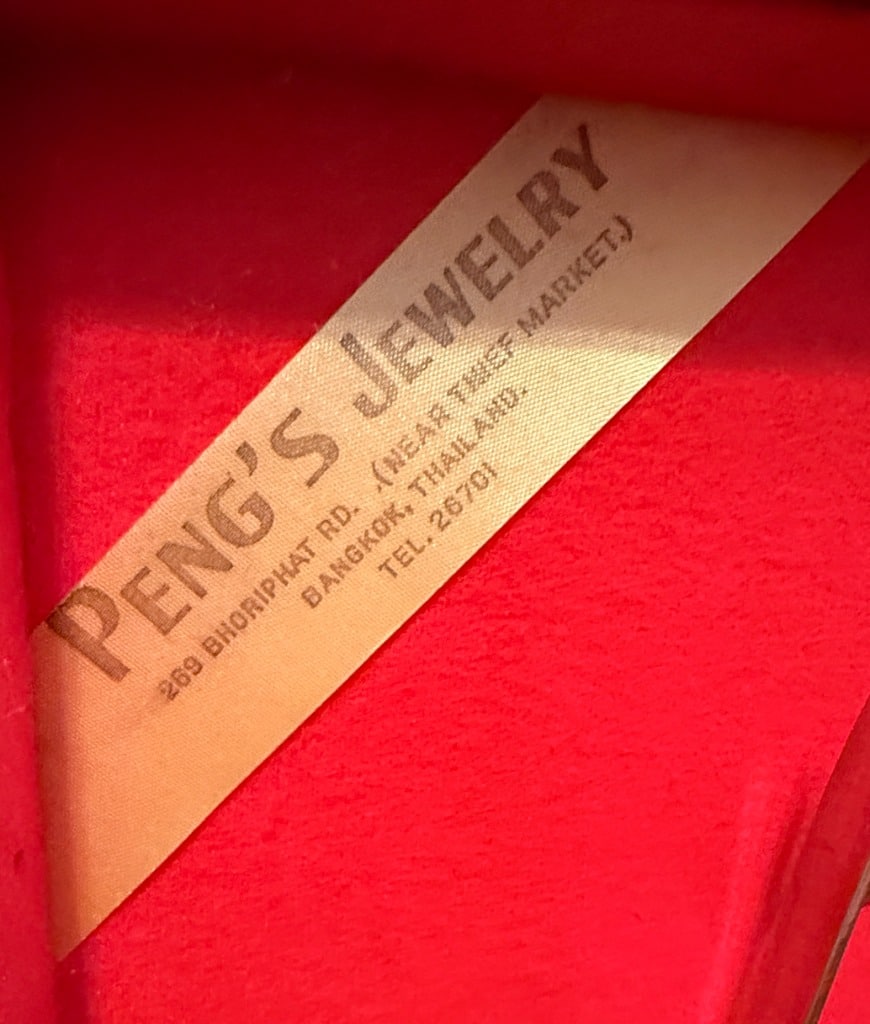 PENG'S JEWELRY
269 BHORIPHAT RD. .(NEAR THIEF MARKET.)
BANGKOK, THAILAND.
TEL. 26701